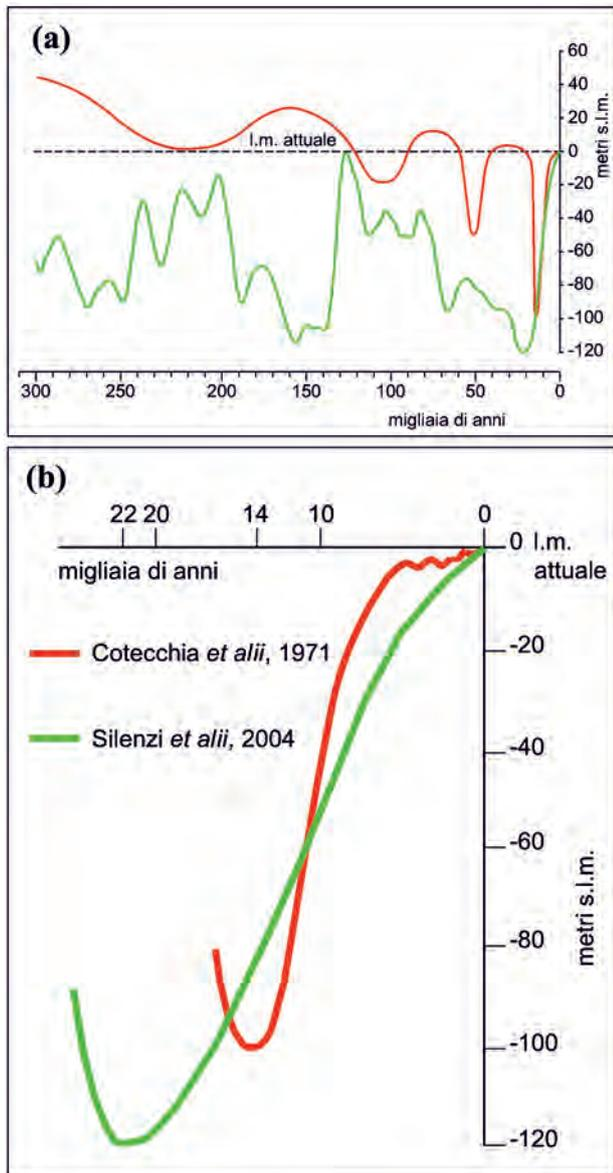 (a)
60
40
20
0
-20
-40
-60
-80
-100
-120
metri s.l.m.
l.m. attuale
300 250 200 150 100 50 0
migliaia di anni
(b)
22 20 14 10 0
0 l.m.
attuale
migliaia di anni
Cotecchia et alii, 1971
Silenzi et alii, 2004
-20
-40
-60
-80
-100
-120
metri s.l.m.